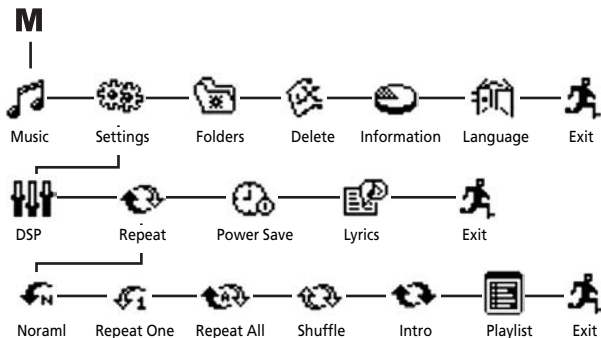 M
Music Settings Folders Delete Information Language Exit
DSP Repeat Power Save Lyrics Exit
Noraml Repeat One Repeat All Shuffle Intro Playlist Exit